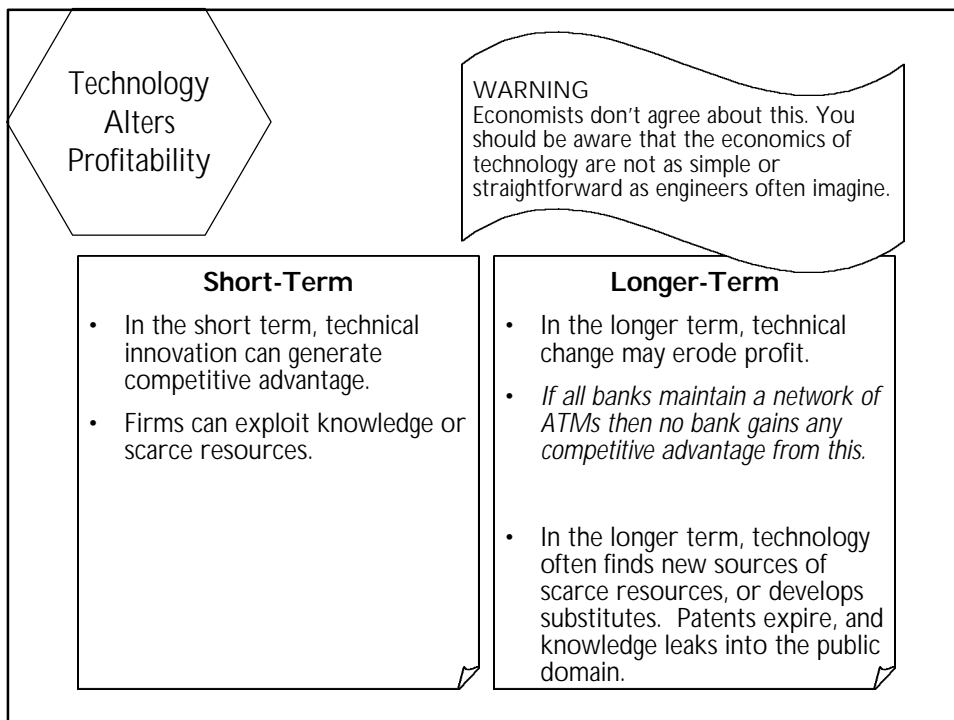 Technology
Alters
Profitability
WARNING
Economists don't agree about this. You
should be aware that the economics of
technology are not as simple or
straightforward as engineers often imagine.
Short-Term
• In the short term, technical
innovation can generate
competitive advantage.
• Firms can exploit knowledge or
scarce resources.
Longer-Term
• In the longer term, technical
change may erode profit.
• If all banks maintain a network of
ATMs then no bank gains any
competitive advantage from this.
• In the longer term, technology
often finds new sources of
scarce resources, or develops
substitutes.  Patents expire, and
knowledge leaks into the public
domain.